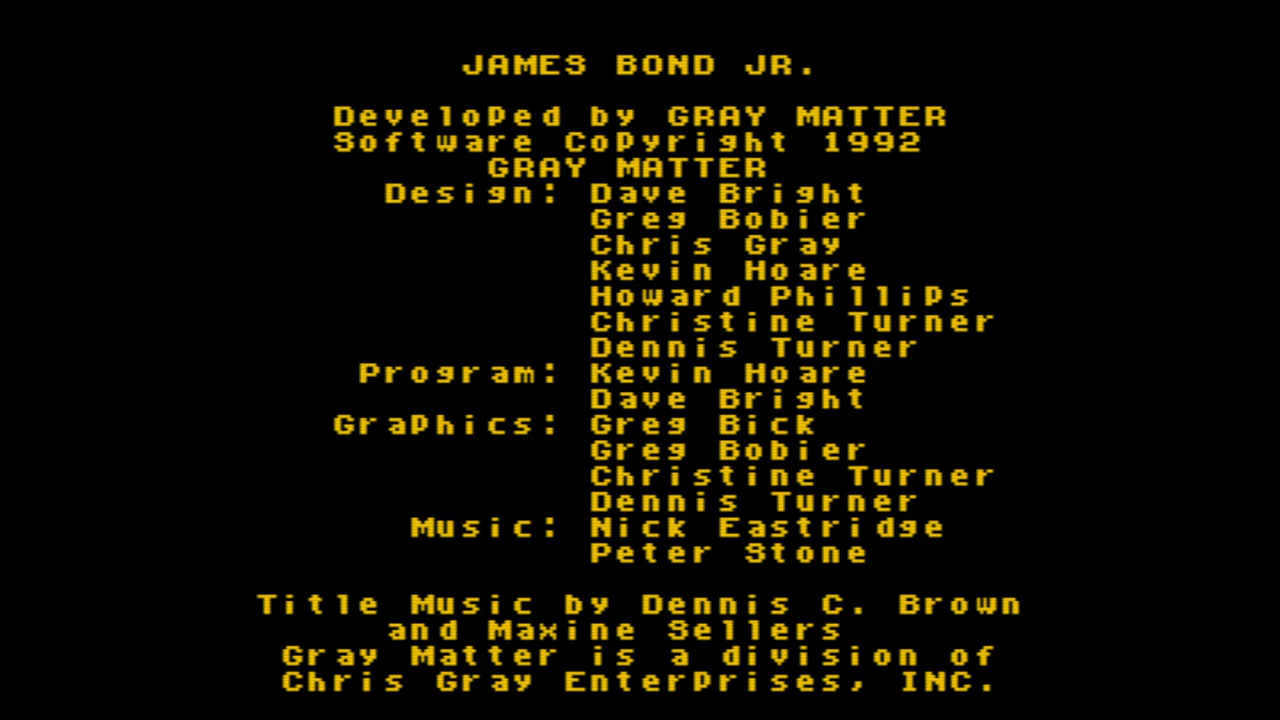 JAMES BOND JR.
Developed by GRAY MATTER
Software Copyright 1992
GRAY MATTER
Design: Dave Bright
Greg Bobier
Chris Gray
Kevin Hoare
Howard Phillips
Christine Turner
Dennis Turner
Program: Kevin Hoare
Dave Bright
Graphics: Greg Bick
Greg Bobier
Christine Turner
Dennis Turner
Music: Nick Eastridge
Peter Stone
Title Music by Dennis C. Brown
and Maxine Sellers
Gray Matter is a division of
Chris Gray Enterprises, INC.